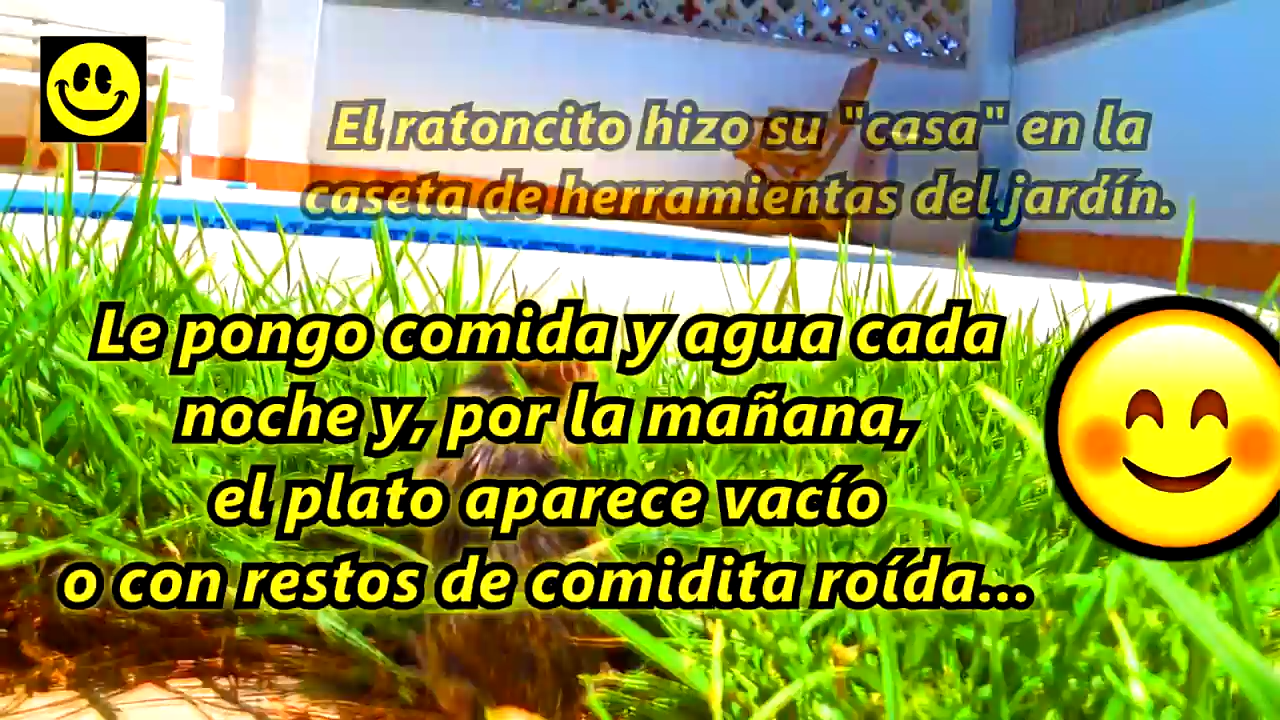 El ratoncito hizo su "casa" en la
caseta de herramientas del jardín.
Le pongo comida y agua cada
noche y, por la mañana,
el plato aparece vacío
o con restos de comidita roída...